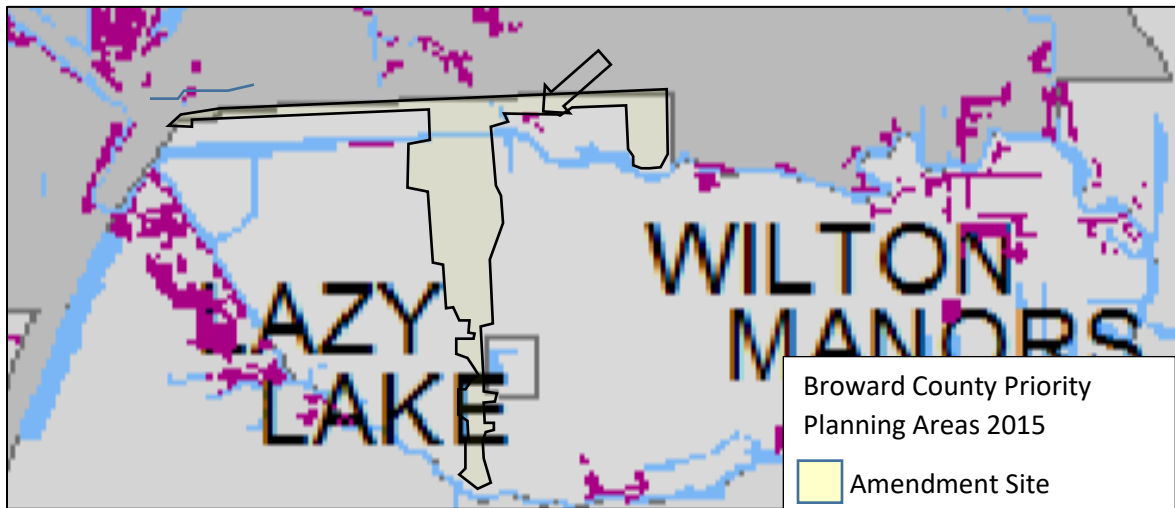 WILTON
MANORS
LAZY
LAKE
Broward County Priority
Planning Areas 2015
Amendment Site